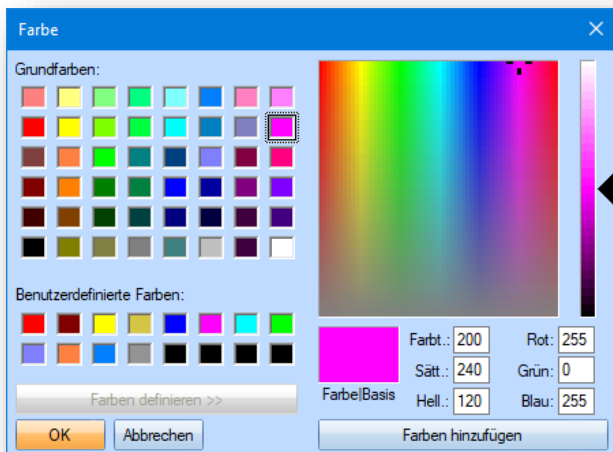 Farbe
Grundfarben:
Benutzerdefinierte Farben:
Farben definieren >>
OK Abbrechen
Farbe|Basis
Farbt.: 200 Rot: 255
Sätt.: 240 Grün: 0
Hell.: 120 Blau: 255
Farben hinzufügen